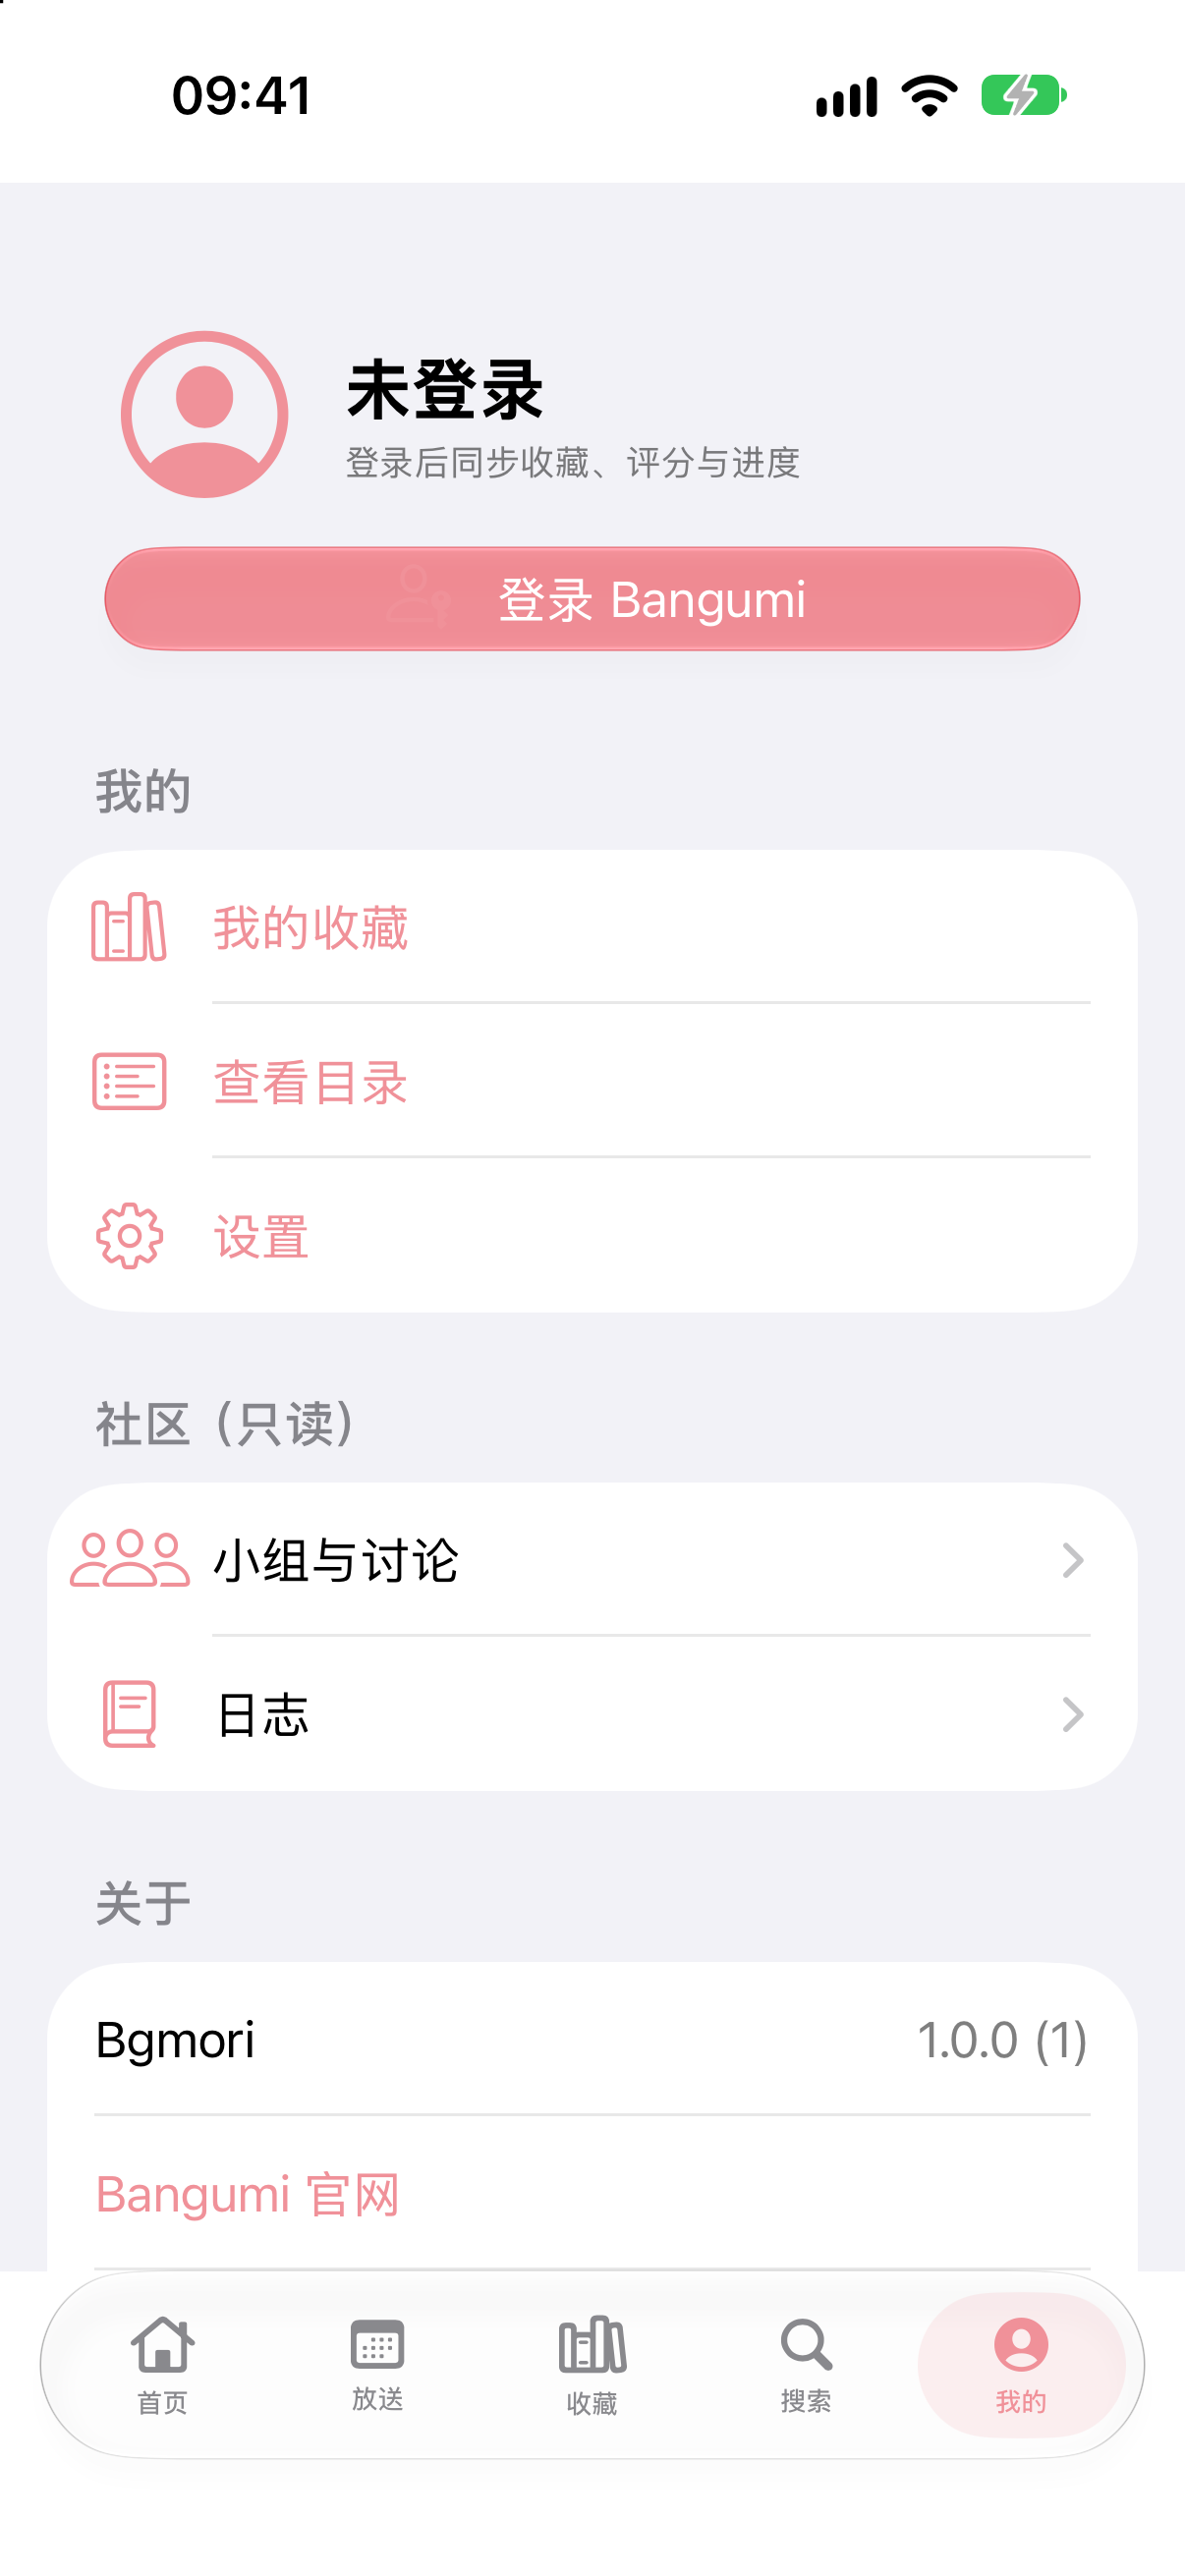 09:41
未登录
登录后同步收藏、评分与进度
登录 Bangumi
我的
我的收藏
查看目录
设置
社区（只读）
小组与讨论
日志
关于
Bgmori 1.0.0 (1)
Bangumi 官网
首页 放送 收藏 搜索 我的